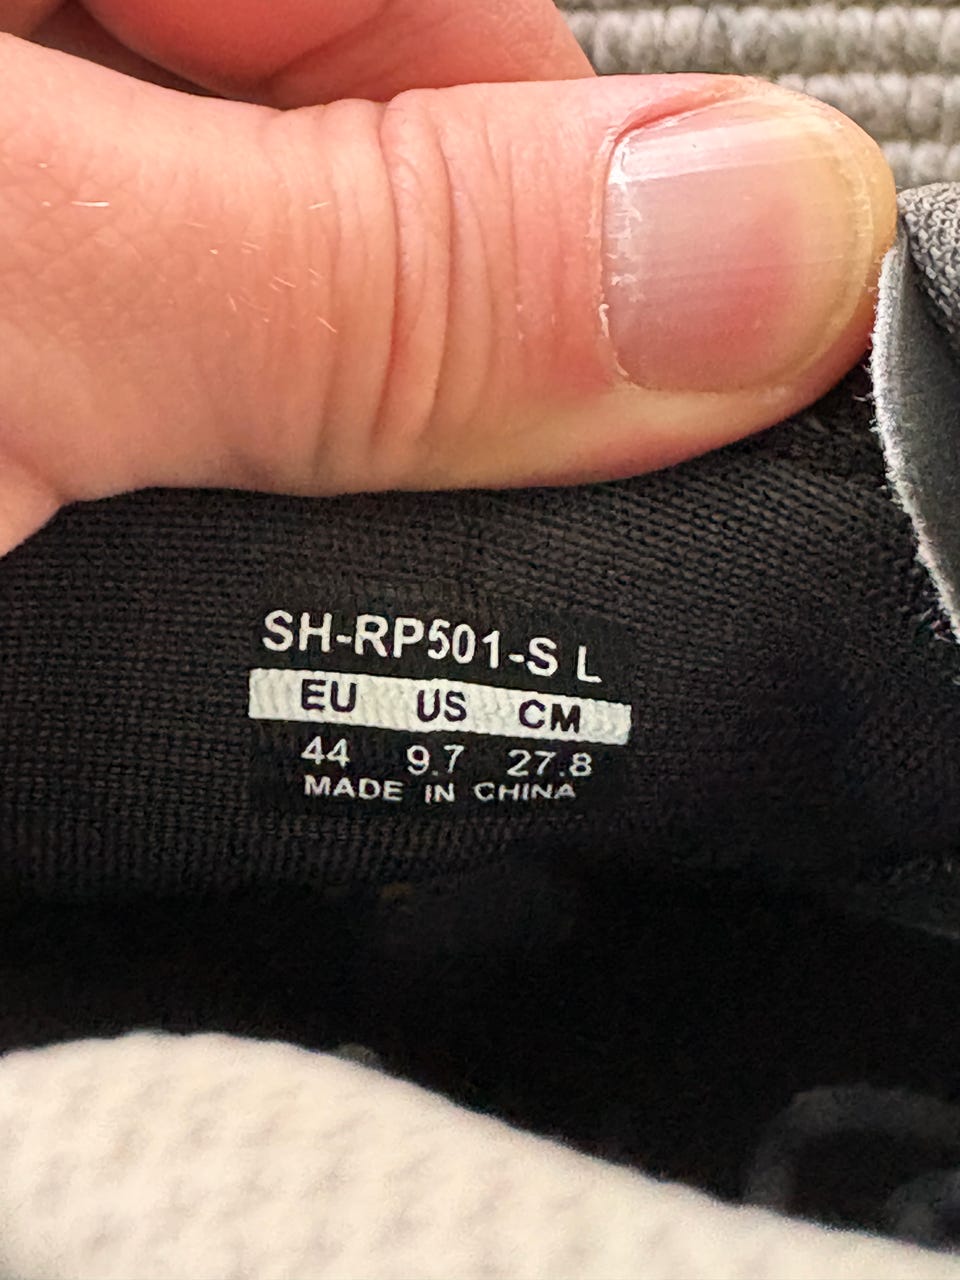 SH-RP501-S L
EU US CM
44 9.7 27.8
MADE IN CHINA